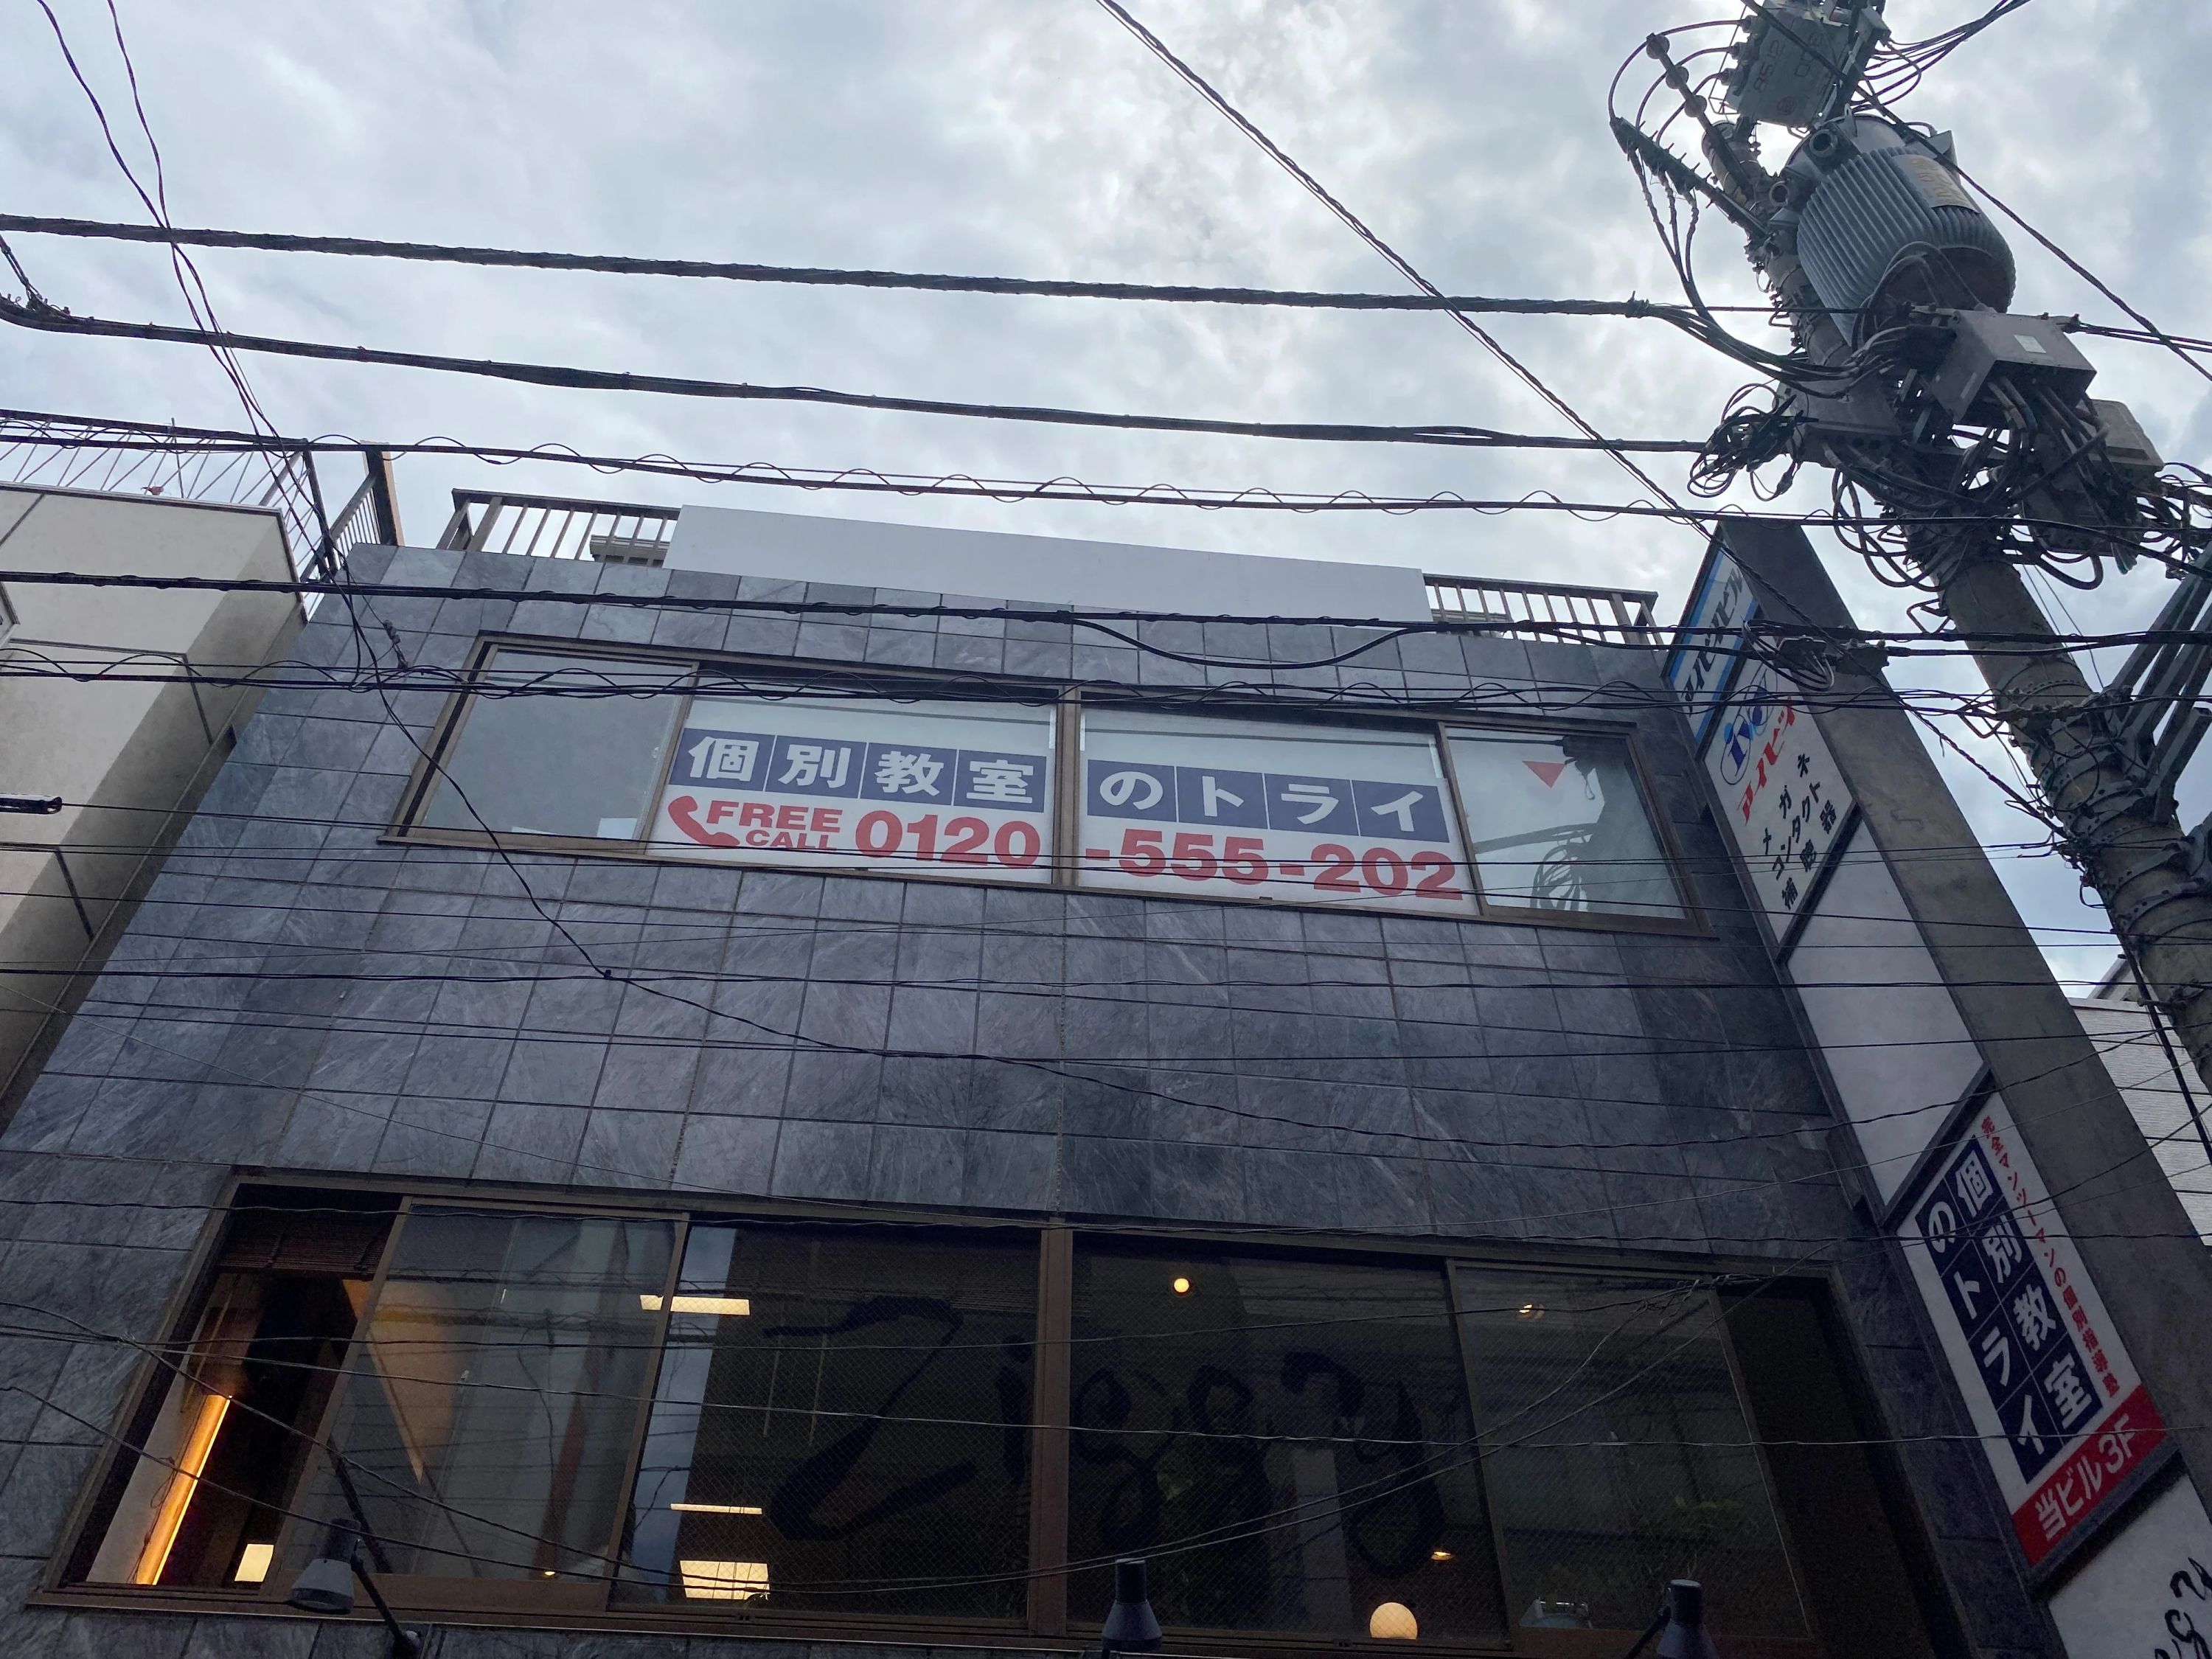 個別教室のトライ
FREE CALL 0120-555-202
アイビィ
メガネ
コンタクト
補聴器
完全マンツーマンの個別指導塾
個別教室
のトライ
当ビル3F
Ziggy